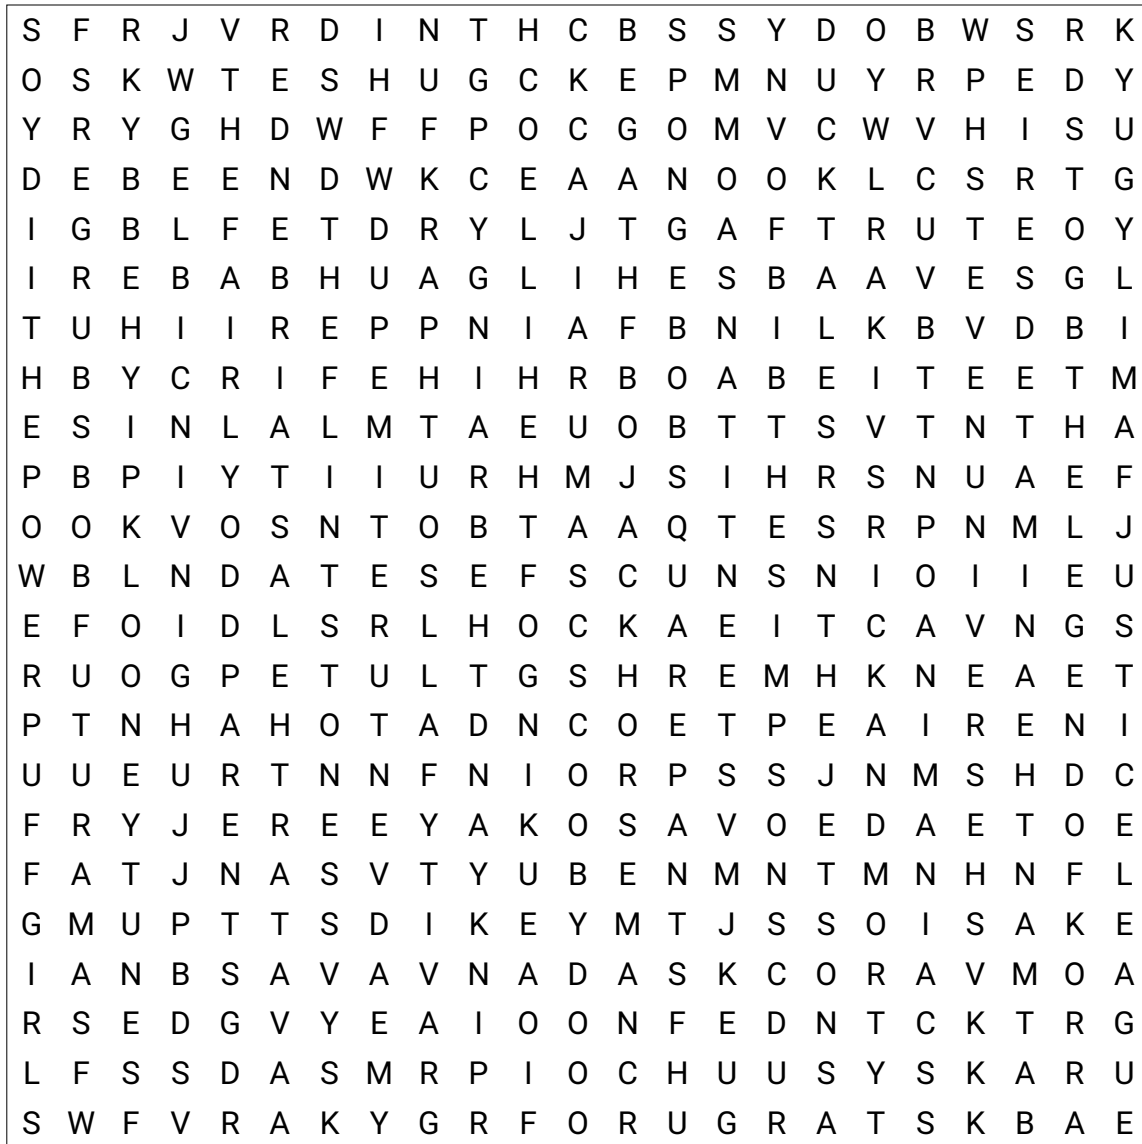 S F R J V R D I N T H C B S S Y D O B W S R K
O S K W T E S H U G C K E P M N U Y R P E D Y
Y R Y G H D W F F P O C G O M V C W V H I S U
D E B E E N D W K C E A A N O O K L C S R T G
I G B L F E T D R Y L J T G A F T R U T E O Y
I R E B A B H U A G L I H E S B A A V E S G L
T U H I I R E P P N I A F B N I L K B V D B I
H B Y C R I F E H I H R B O A B E I T E E T M
E S I N L A L M T A E U O B T T S V T N T H A
P B P I Y T I I U R H M J S I H R S N U A E F
O O K V O S N T O B T A A Q T E S R P N M L J
W B L N D A T E S E F S C U N S N I O I I E U
E F O I D L S R L H O C K A E I T C A V N G S
R U O G P E T U L T G S H R E M H K N E A E T
P T N H A H O T A D N C O E T P E A I R E N I
U U E U R T N N F N I O R P S S J N M S H D C
F R Y J E R E E Y A K O S A V O E D A E T O E
F A T J N A S V T Y U B E N M N T M N H N F L
G M U P T T S D I K E Y M T J S S O I S A K E
I A N B S A V A V N A D A S K C O R A V M O A
R S E D G V Y E A I O O N F E D N T C K T R G
L F S S D A S M R P I O C H U U S Y S K A R U
S W F V R A K Y G R F O R U G R A T S K B A E